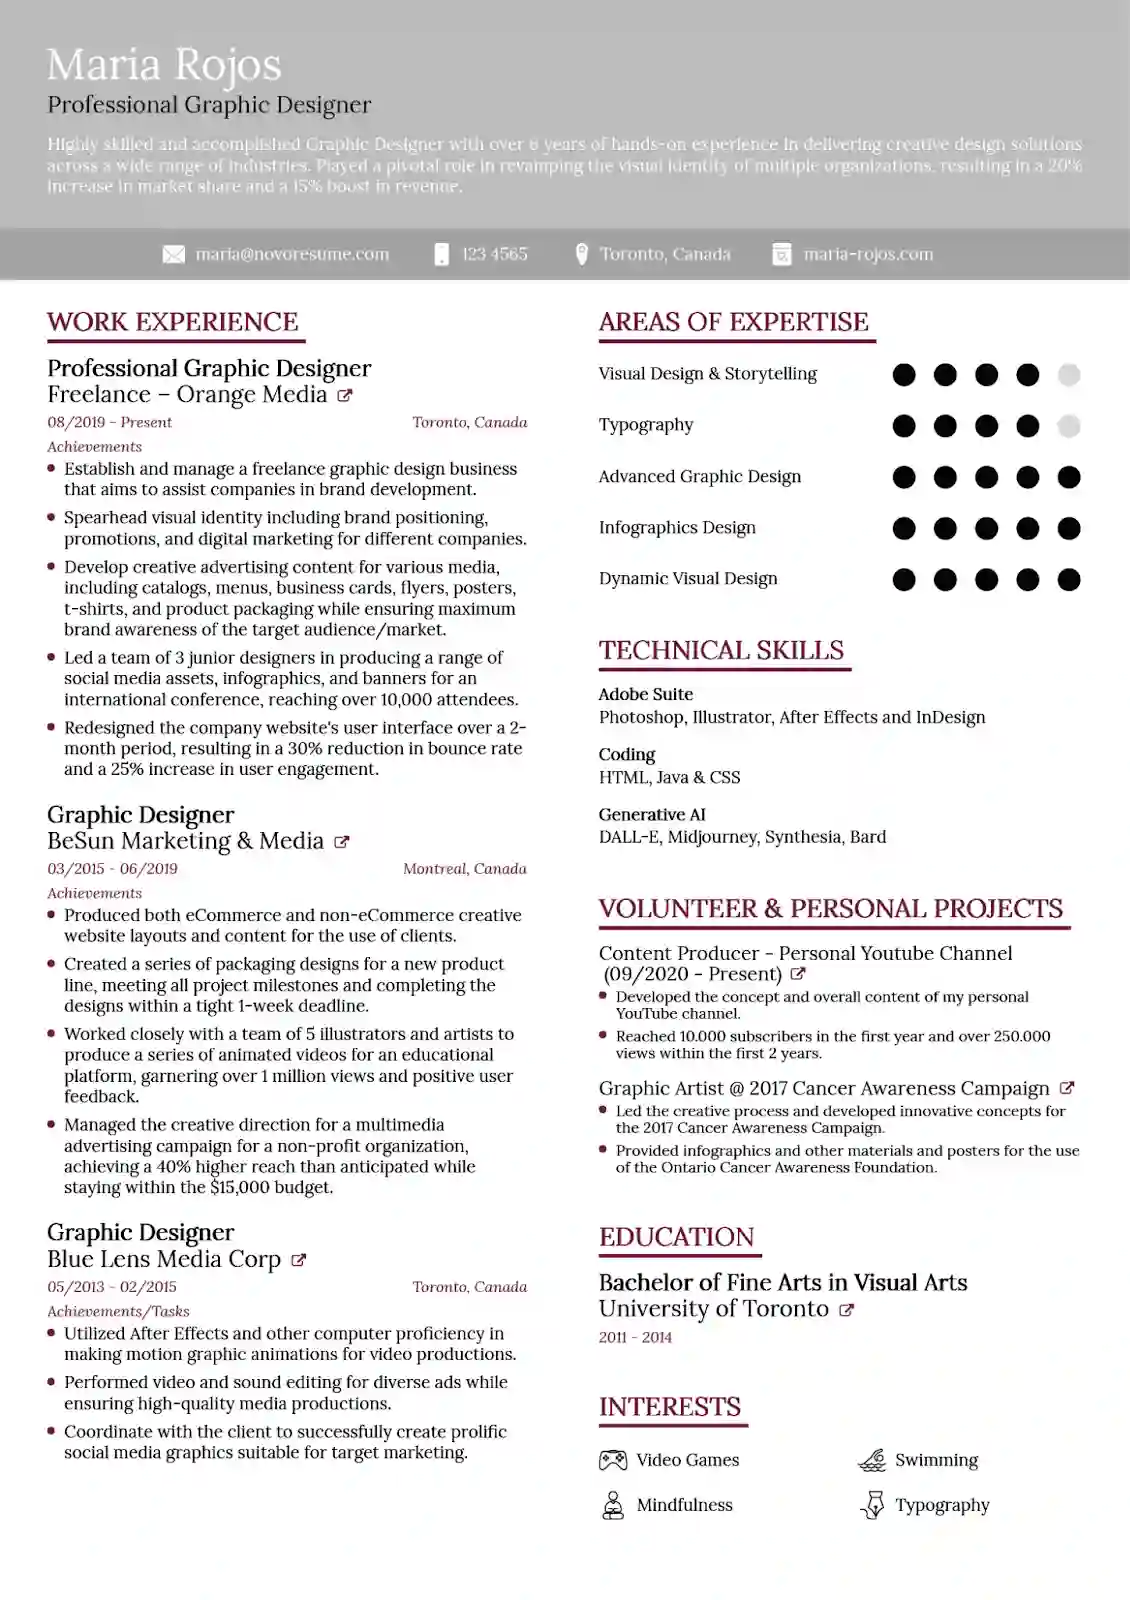 Maria Rojos
Professional Graphic Designer
Highly skilled and accomplished Graphic Designer with over 6 years of hands-on experience in delivering creative design solutions
across a wide range of industries. Played a pivotal role in revamping the visual identity of multiple organizations, resulting in a 20%
increase in market share and a 15% boost in revenue.
maria@novoresume.com
123 4565
Toronto, Canada
maria-rojos.com
WORK EXPERIENCE
Professional Graphic Designer
Freelance – Orange Media
08/2019 - Present
Toronto, Canada
Achievements
• Establish and manage a freelance graphic design business
that aims to assist companies in brand development.
• Spearhead visual identity including brand positioning,
promotions, and digital marketing for different companies.
• Develop creative advertising content for various media,
including catalogs, menus, business cards, flyers, posters,
t-shirts, and product packaging while ensuring maximum
brand awareness of the target audience/market.
• Led a team of 3 junior designers in producing a range of
social media assets, infographics, and banners for an
international conference, reaching over 10,000 attendees.
• Redesigned the company website's user interface over a 2-
month period, resulting in a 30% reduction in bounce rate
and a 25% increase in user engagement.
Graphic Designer
BeSun Marketing & Media
03/2015 - 06/2019
Montreal, Canada
Achievements
• Produced both eCommerce and non-eCommerce creative
website layouts and content for the use of clients.
• Created a series of packaging designs for a new product
line, meeting all project milestones and completing the
designs within a tight 1-week deadline.
• Worked closely with a team of 5 illustrators and artists to
produce a series of animated videos for an educational
platform, garnering over 1 million views and positive user
feedback.
• Managed the creative direction for a multimedia
advertising campaign for a non-profit organization,
achieving a 40% higher reach than anticipated while
staying within the $15,000 budget.
Graphic Designer
Blue Lens Media Corp
05/2013 - 02/2015
Toronto, Canada
Achievements/Tasks
• Utilized After Effects and other computer proficiency in
making motion graphic animations for video productions.
• Performed video and sound editing for diverse ads while
ensuring high-quality media productions.
• Coordinate with the client to successfully create prolific
social media graphics suitable for target marketing.
AREAS OF EXPERTISE
Visual Design & Storytelling
Typography
Advanced Graphic Design
Infographics Design
Dynamic Visual Design
TECHNICAL SKILLS
Adobe Suite
Photoshop, Illustrator, After Effects and InDesign
Coding
HTML, Java & CSS
Generative AI
DALL-E, Midjourney, Synthesia, Bard
VOLUNTEER & PERSONAL PROJECTS
Content Producer - Personal Youtube Channel
(09/2020 - Present)
• Developed the concept and overall content of my personal
YouTube channel.
• Reached 10.000 subscribers in the first year and over 250.000
views within the first 2 years.
Graphic Artist @ 2017 Cancer Awareness Campaign
• Led the creative process and developed innovative concepts for
the 2017 Cancer Awareness Campaign.
• Provided infographics and other materials and posters for the use
of the Ontario Cancer Awareness Foundation.
EDUCATION
Bachelor of Fine Arts in Visual Arts
University of Toronto
2011 - 2014
INTERESTS
Video Games
Swimming
Mindfulness
Typography